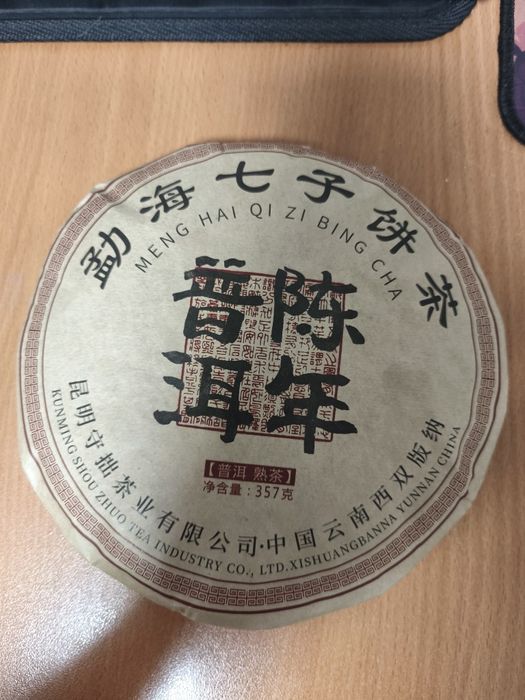 勐海七子饼茶
MENG HAI QI ZI BING CHA
陈年
普洱
【普洱 熟茶】
净含量：357克
昆明守拙茶业有限公司·中国云南西双版纳
KUNMING SHOU ZHUO TEA INDUSTRY CO., LTD.XISHUANGBANNA YUNNAN CHINA